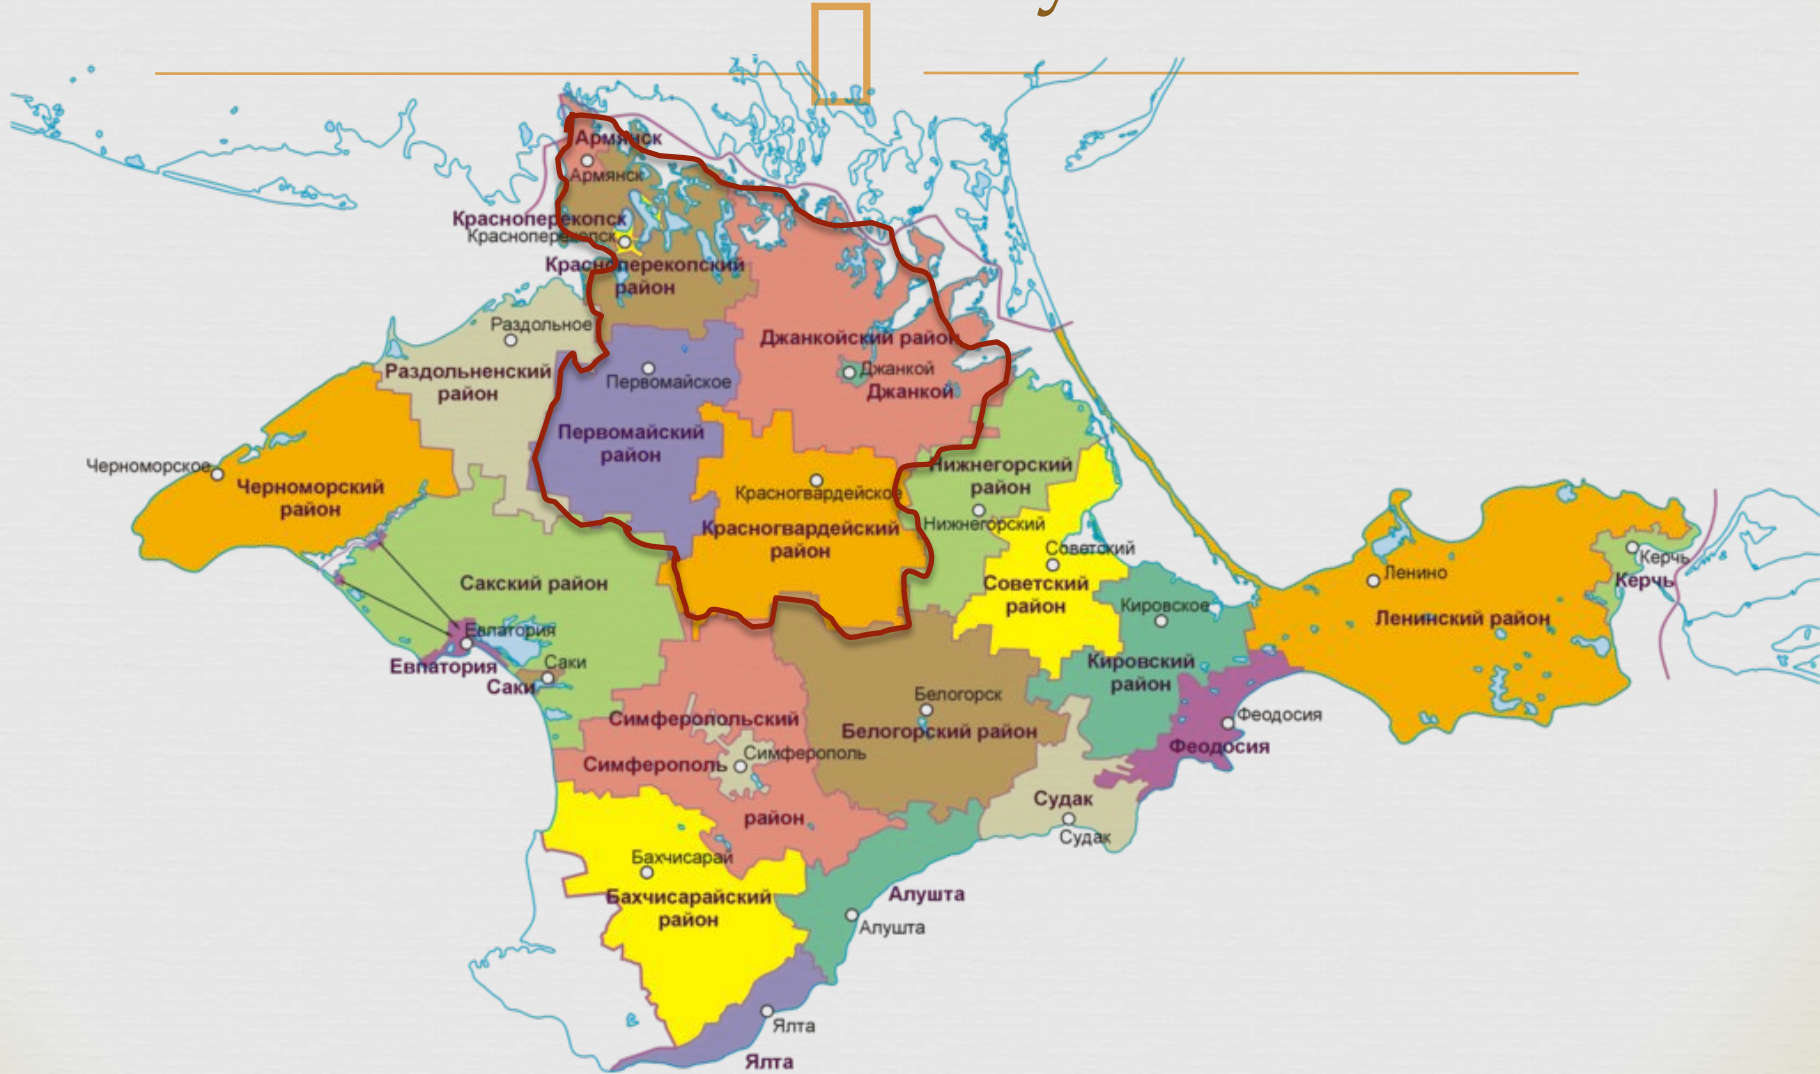 Армянск
Армянск
Красноперекопск
Красноперекопск
Красноперекопский
район
Раздольное
Раздольненский
район
Джанкойский район
Джанкой
Джанкой
Первомайское
Первомайский
район
Черноморское
Черноморский
район
Красногвардейское
Красногвардейский
район
Нижнегорский
район
Нижнегорский
Советский
Советский
район
Сакский район
Евпатория
Евпатория
Саки
Саки
Кировское
Кировский
район
Ленино
Ленинский район
Керчь
Керчь
Белогорск
Белогорский район
Симферопольский
Симферополь
Симферополь
район
Феодосия
Феодосия
Судак
Судак
Бахчисарай
Бахчисарайский
район
Алушта
Алушта
Ялта
Ялта